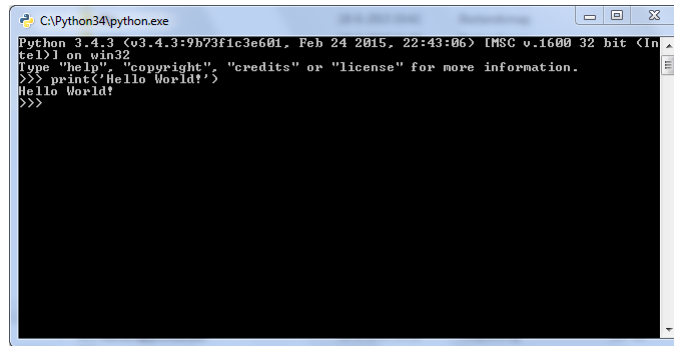 C:\Python34\python.exe
Python 3.4.3 (v3.4.3:9b73f1c3e601, Feb 24 2015, 22:43:06) [MSC v.1600 32 bit (In
tel)] on win32
Type "help", "copyright", "credits" or "license" for more information.
>>> print('Hello World!')
Hello World!
>>>